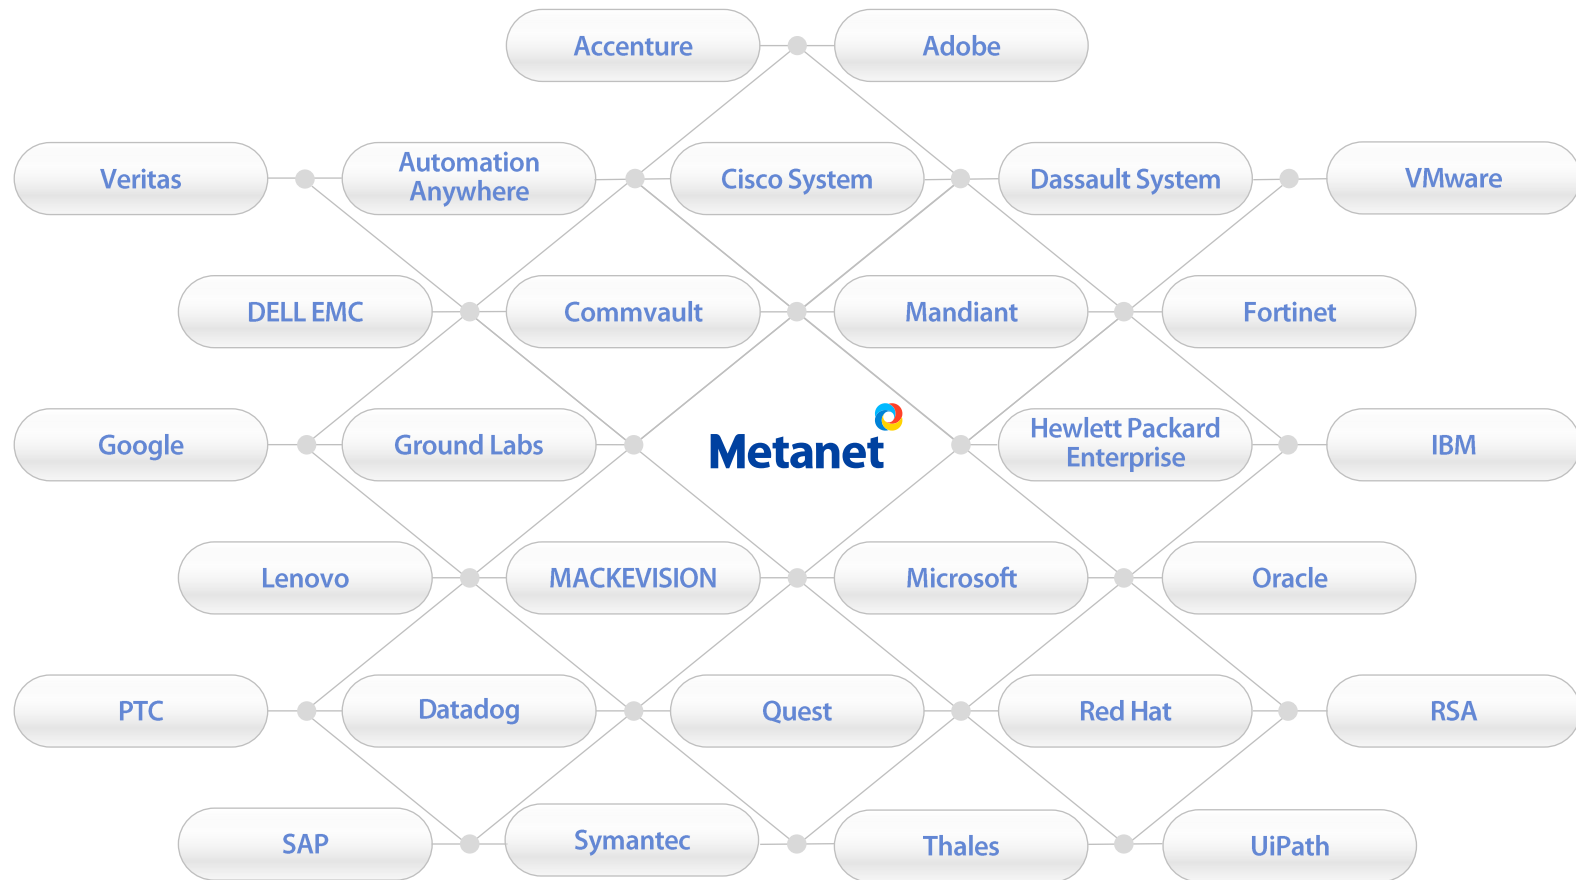 Accenture
Adobe
Veritas
Automation
Anywhere
Cisco System
Dassault System
VMware
DELL EMC
Commvault
Mandiant
Fortinet
Google
Ground Labs
Metanet
Hewlett Packard
Enterprise
IBM
Lenovo
MACKEVISION
Microsoft
Oracle
PTC
Datadog
Quest
Red Hat
RSA
SAP
Symantec
Thales
UiPath